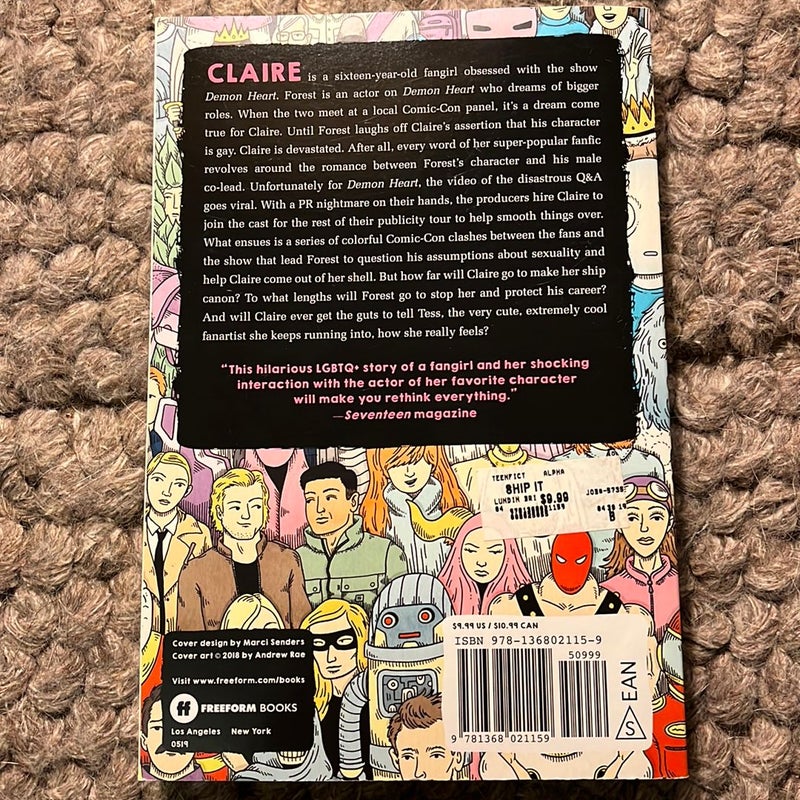 CLAIRE is a sixteen-year-old fangirl obsessed with the show
Demon Heart. Forest is an actor on Demon Heart who dreams of bigger
roles. When the two meet at a local Comic-Con panel, it's a dream come
true for Claire. Until Forest laughs off Claire's assertion that his character
is gay. Claire is devastated. After all, every word of her super-popular fanfic
revolves around the romance between Forest's character and his male
co-lead. Unfortunately for Demon Heart, the video of the disastrous Q&A
goes viral. With a PR nightmare on their hands, the producers hire Claire to
join the cast for the rest of their publicity tour to help smooth things over.
What ensues is a series of colorful Comic-Con clashes between the fans and
the show that lead Forest to question his assumptions about sexuality and
help Claire come out of her shell. But how far will Claire go to make her ship
canon? To what lengths will Forest go to stop her and protect his career?
And will Claire ever get the guts to tell Tess, the very cute, extremely cool
fanartist she keeps running into, how she really feels?
"This hilarious LGBTQ+ story of a fangirl and her shocking
interaction with the actor of her favorite character
will make you rethink everything."
—Seventeen magazine
TEENFICT ALPHA
SHIP IT
LUNDIN BRI $9.99
B
$9.99 US / $10.99 CAN
ISBN 978-136802115-9
50999
EAN
S
9 781368 021159
Cover design by Marci Senders
Cover art © 2018 by Andrew Rae
Visit www.freeform.com/books
ff FREEFORM BOOKS
Los Angeles New York
0519